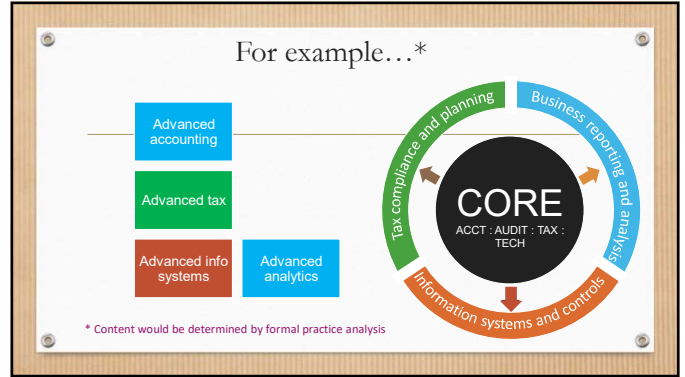 For example…*
Advanced
accounting
Advanced tax
Advanced info
systems
Advanced
analytics
Tax compliance and planning
Business reporting and analysis
CORE
ACCT : AUDIT : TAX :
TECH
Information systems and controls
* Content would be determined by formal practice analysis